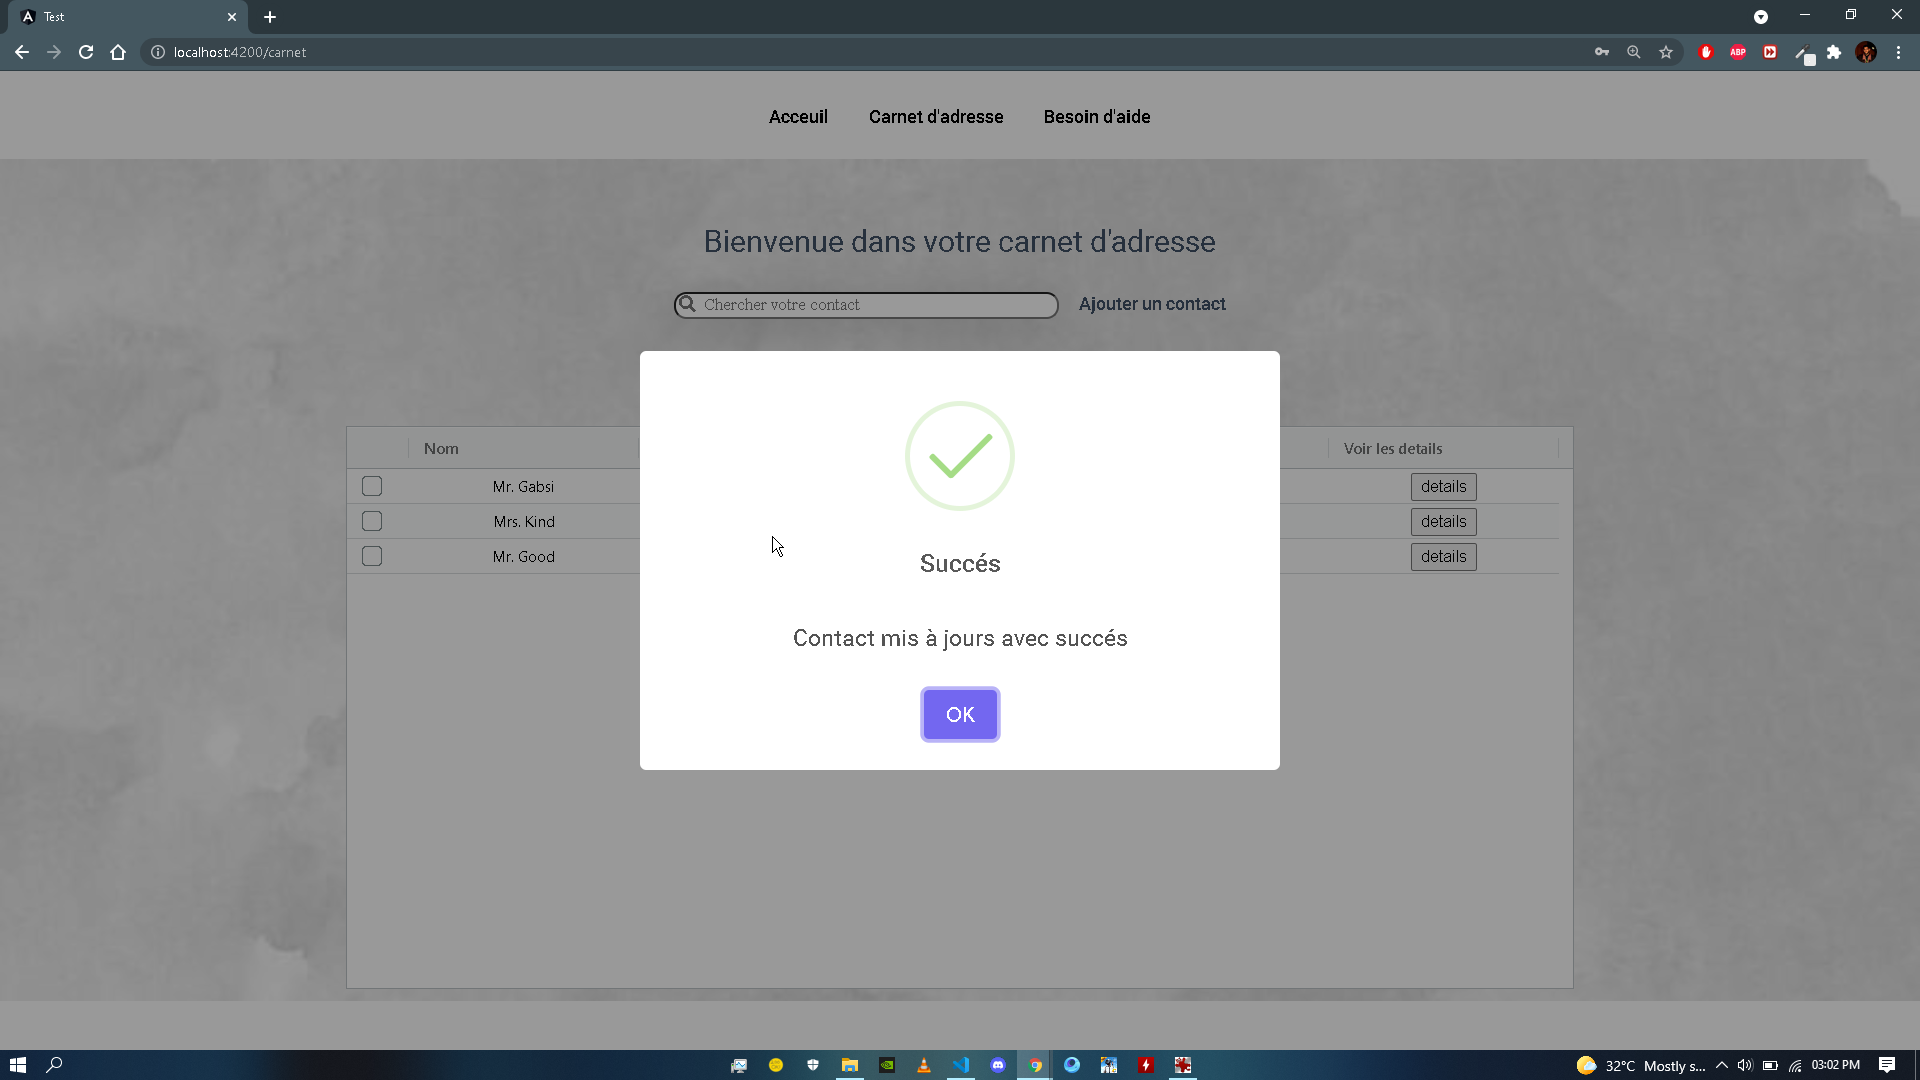 Test
localhost:4200/carnet
ABP
Acceuil Carnet d'adresse Besoin d'aide
Bienvenue dans votre carnet d'adresse
Chercher votre contact Ajouter un contact
Nom Voir les details
Mr. Gabsi details
Mrs. Kind details
Mr. Good details
Succés
Contact mis à jours avec succés
OK
32°C Mostly s... 03:02 PM